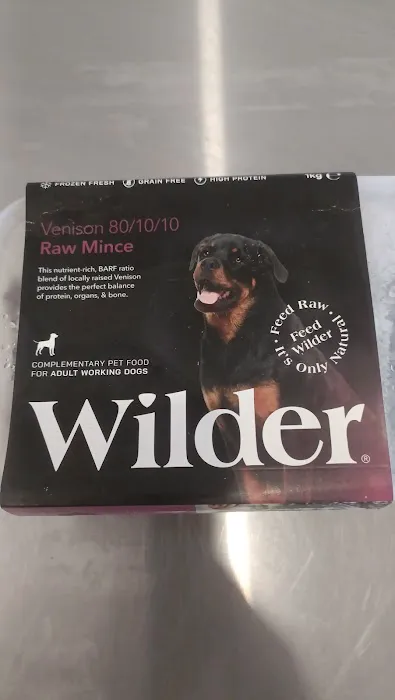 FROZEN FRESH GRAIN FREE HIGH PROTEIN 1kg ℮
Venison 80/10/10
Raw Mince
This nutrient-rich, BARF ratio
blend of locally raised Venison
provides the perfect balance
of protein, organs, & bone.
Feed Raw · It's Only Natural ·
Feed
Wilder
COMPLEMENTARY PET FOOD
FOR ADULT WORKING DOGS
Wilder®